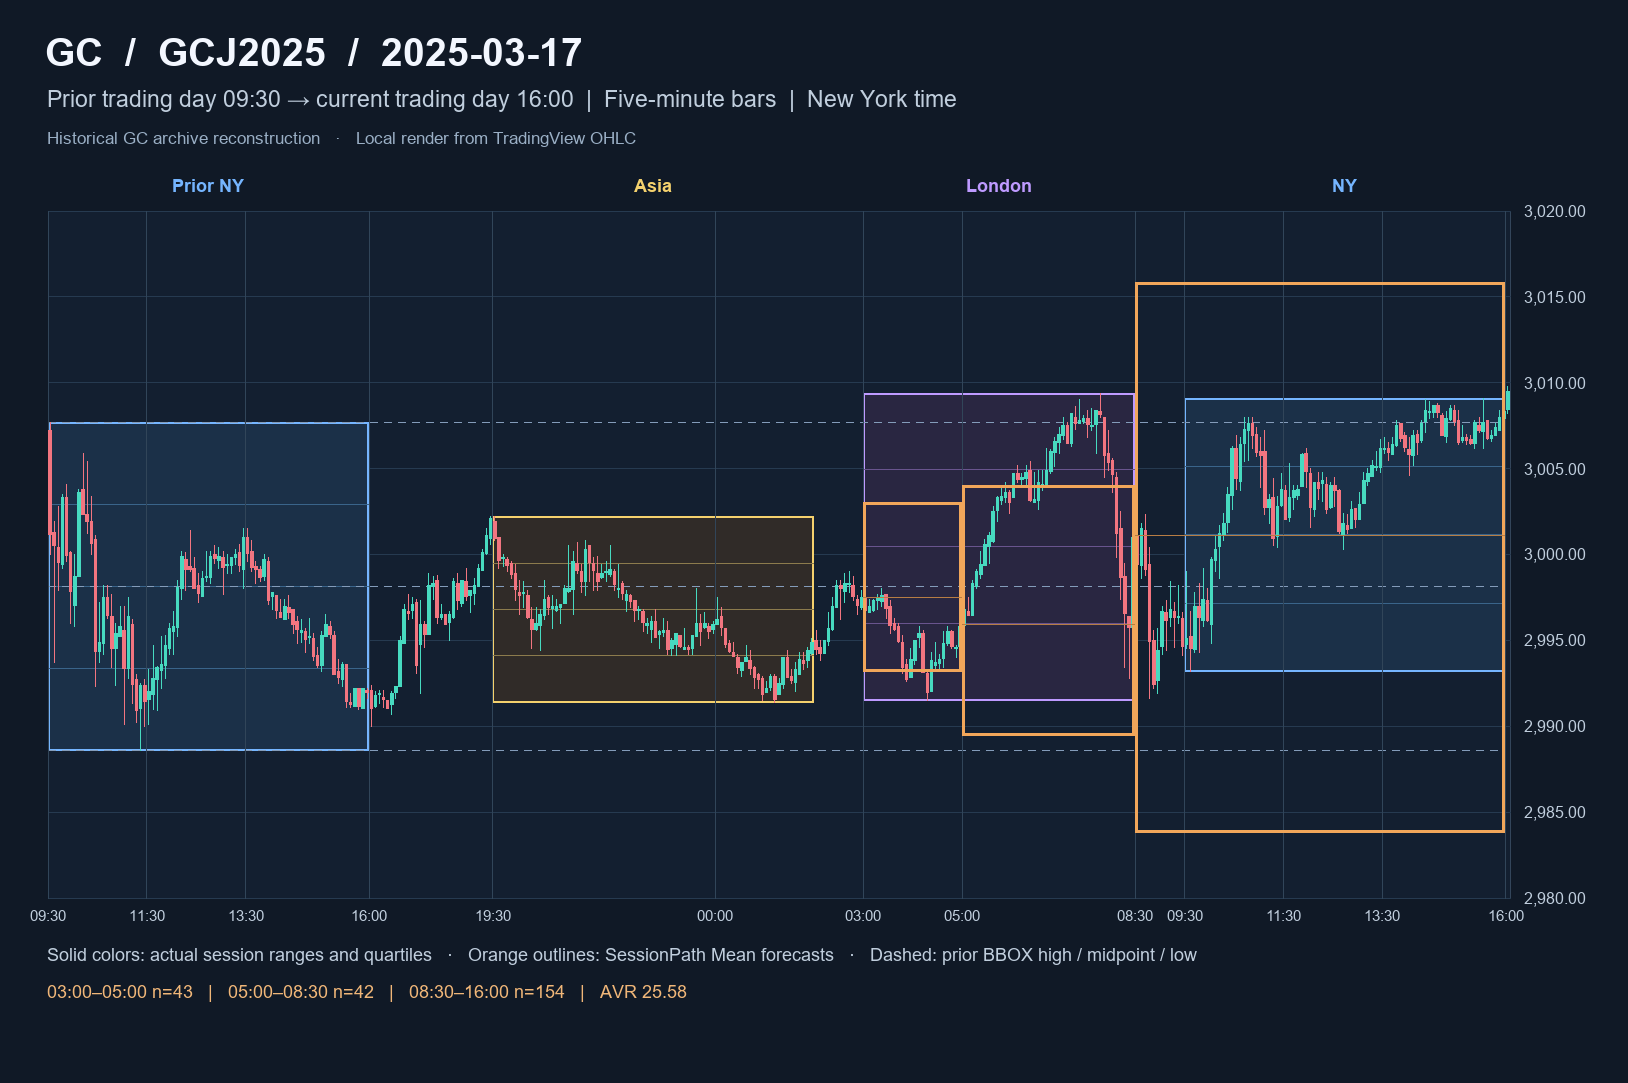 GC / GCJ2025 / 2025-03-17
Prior trading day 09:30 → current trading day 16:00 | Five-minute bars | New York time
Historical GC archive reconstruction · Local render from TradingView OHLC
Prior NY Asia London NY
3,020.00
3,015.00
3,010.00
3,005.00
3,000.00
2,995.00
2,990.00
2,985.00
2,980.00
09:30 11:30 13:30 16:00 19:30 00:00 03:00 05:00 08:30 09:30 11:30 13:30 16:00
Solid colors: actual session ranges and quartiles · Orange outlines: SessionPath Mean forecasts · Dashed: prior BBOX high / midpoint / low
03:00–05:00 n=43 | 05:00–08:30 n=42 | 08:30–16:00 n=154 | AVR 25.58